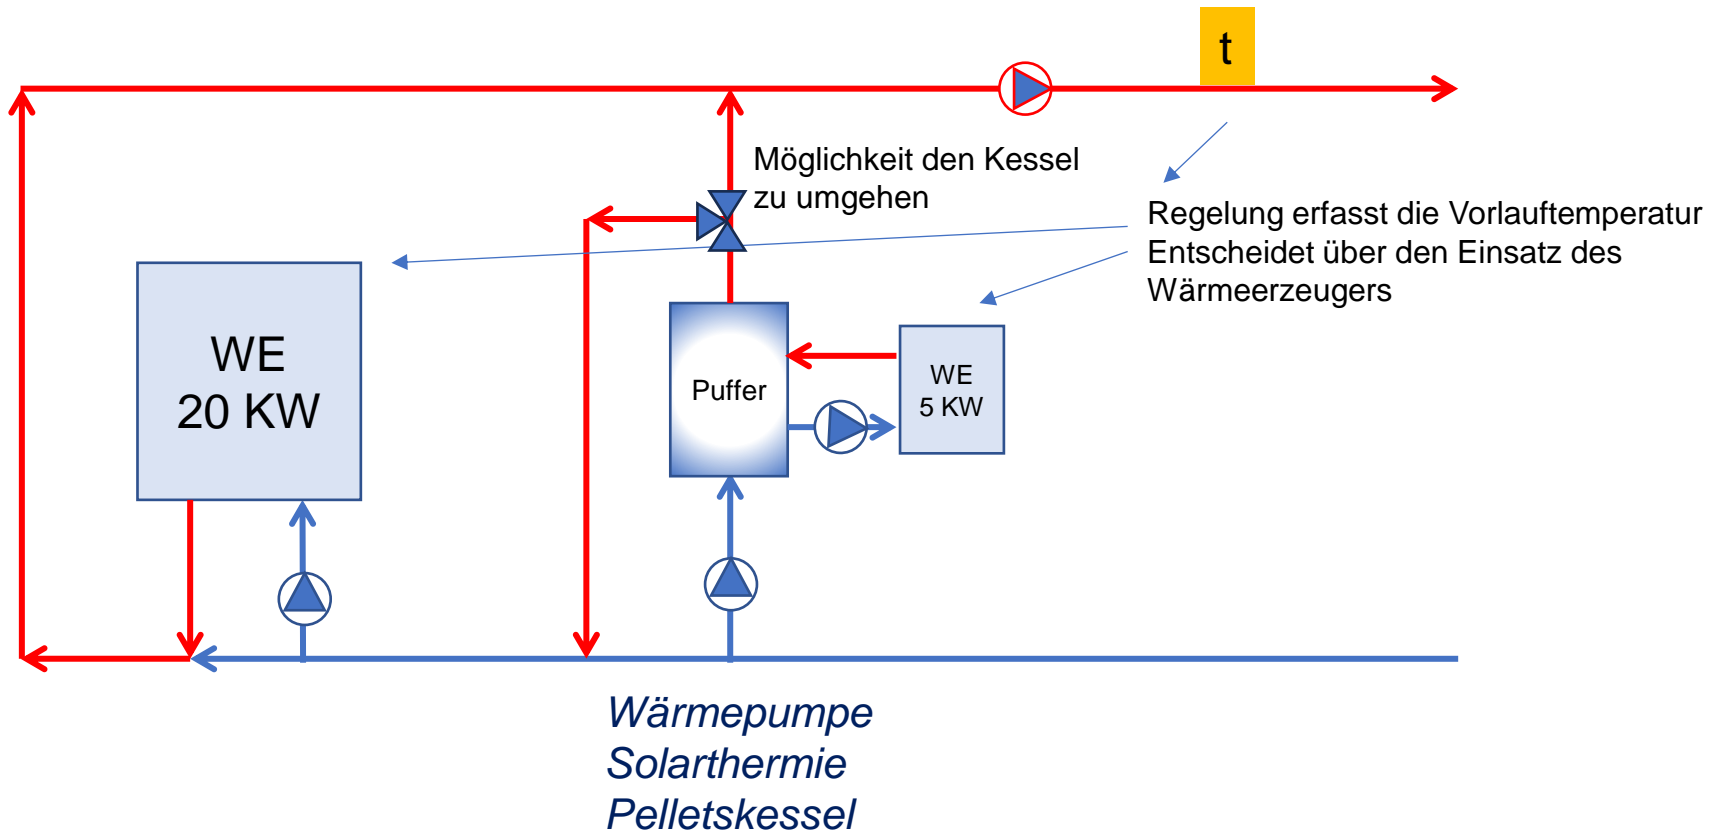 t
Möglichkeit den Kessel
zu umgehen
Regelung erfasst die Vorlauftemperatur
Entscheidet über den Einsatz des
Wärmeerzeugers
WE
20 KW
Puffer
WE
5 KW
Wärmepumpe
Solarthermie
Pelletskessel